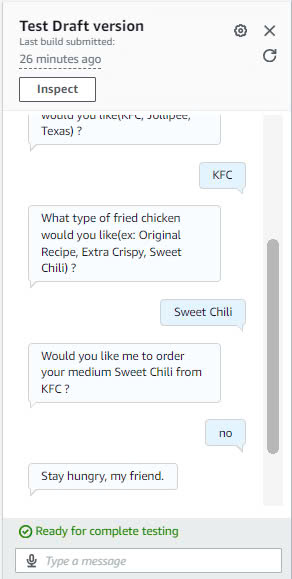 Test Draft version
Last build submitted:
26 minutes ago
Inspect
would you like(KFC, Jollipee,
Texas) ?
KFC
What type of fried chicken
would you like(ex: Original
Recipe, Extra Crispy, Sweet
Chili) ?
Sweet Chili
Would you like me to order
your medium Sweet Chili from
KFC ?
no
Stay hungry, my friend.
Ready for complete testing
Type a message